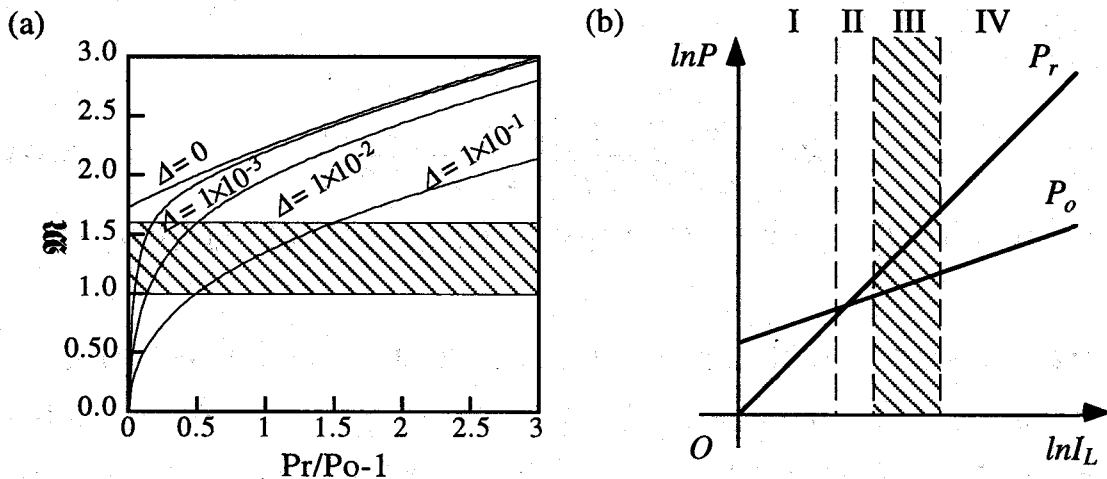 (a)
3.0
2.5
2.0
1.5
1.0
0.50
0.0
𝔐
Δ= 0
Δ= 1×10⁻³
Δ= 1×10⁻²
Δ= 1×10⁻¹
0 0.5 1 1.5 2 2.5 3
Pr/Po-1
(b)
I II III IV
lnP
Pᵣ
Pₒ
O
lnI_L